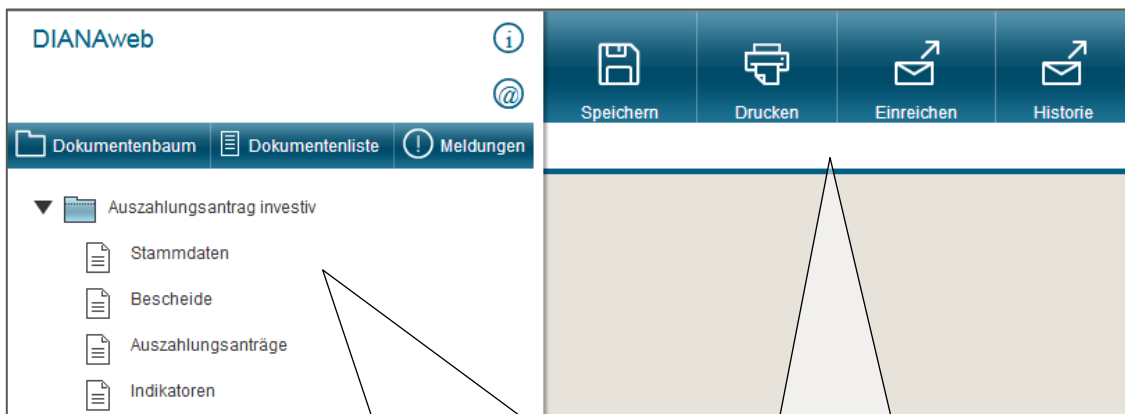 DIANAweb
Speichern Drucken Einreichen Historie
Dokumentenbaum Dokumentenliste Meldungen
Auszahlungsantrag investiv
Stammdaten
Bescheide
Auszahlungsanträge
Indikatoren